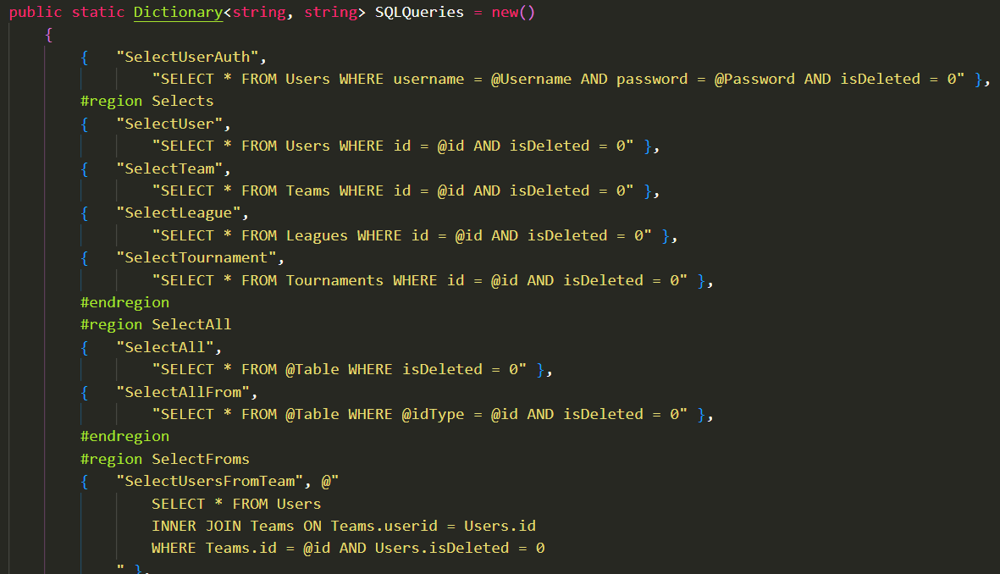 public static Dictionary<string, string> SQLQueries = new()
{
{ "SelectUserAuth",
"SELECT * FROM Users WHERE username = @Username AND password = @Password AND isDeleted = 0" },
#region Selects
{ "SelectUser",
"SELECT * FROM Users WHERE id = @id AND isDeleted = 0" },
{ "SelectTeam",
"SELECT * FROM Teams WHERE id = @id AND isDeleted = 0" },
{ "SelectLeague",
"SELECT * FROM Leagues WHERE id = @id AND isDeleted = 0" },
{ "SelectTournament",
"SELECT * FROM Tournaments WHERE id = @id AND isDeleted = 0" },
#endregion
#region SelectAll
{ "SelectAll",
"SELECT * FROM @Table WHERE isDeleted = 0" },
{ "SelectAllFrom",
"SELECT * FROM @Table WHERE @idType = @id AND isDeleted = 0" },
#endregion
#region SelectFroms
{ "SelectUsersFromTeam", @"
SELECT * FROM Users
INNER JOIN Teams ON Teams.userid = Users.id
WHERE Teams.id = @id AND Users.isDeleted = 0
" },